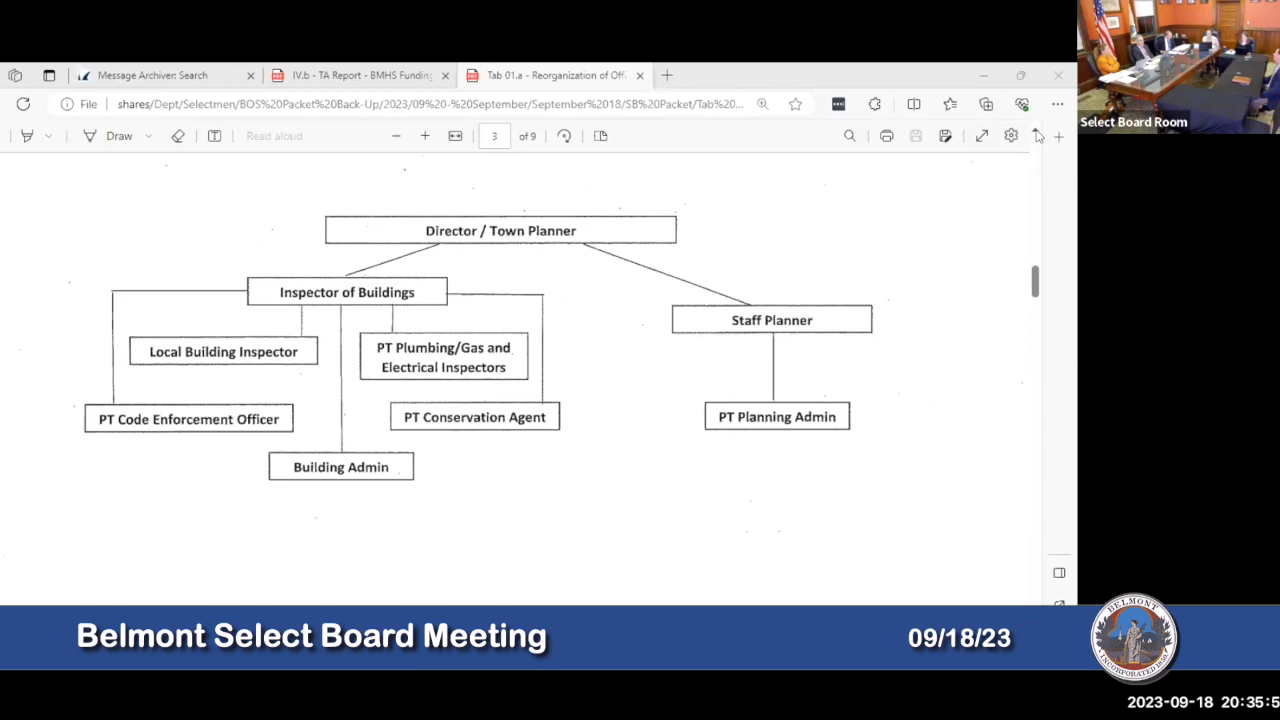 Message Archiver: Search
IV.b - TA Report - BMHS Funding
Tab 01.a - Reorganization of Off
File
shares/Dept/Selectmen/BOS%20Packet%20Back-Up/2023/09%20-%20September/September%2018/SB%20Packet/Tab%20...
Draw
Read aloud
3 of 9
Select Board Room
Director / Town Planner
Inspector of Buildings
Staff Planner
Local Building Inspector
PT Plumbing/Gas and
Electrical Inspectors
PT Code Enforcement Officer
PT Conservation Agent
PT Planning Admin
Building Admin
Belmont Select Board Meeting
09/18/23
BELMONT
INCORPORATED 1859
2023-09-18 20:35:5